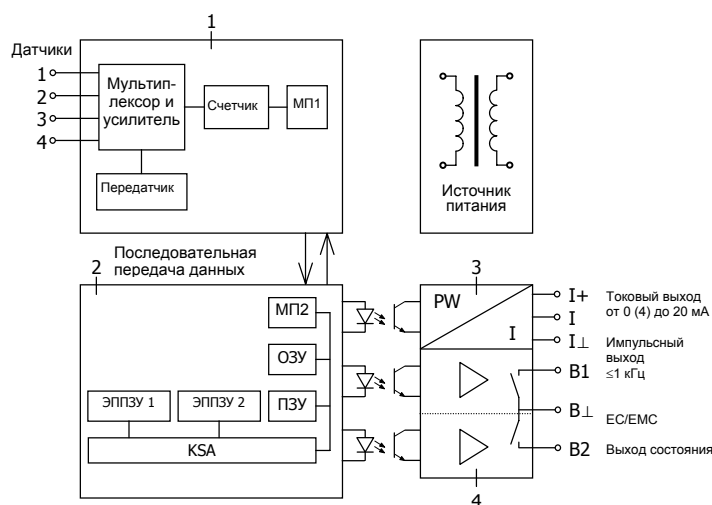 1
Датчики
1
2
3
4
Мультип-
лексор и
усилитель
Счетчик
МП1
Передатчик
Источник
питания
Последовательная
передача данных
2
МП2
ОЗУ
ЭППЗУ 1
ЭППЗУ 2
ПЗУ
KSA
3
PW
I
I+
I
I⊥
B1
B⊥
B2
Токовый выход
от 0 (4) до 20 мА
Импульсный
выход
≤1 кГц
EC/EMC
Выход состояния
4